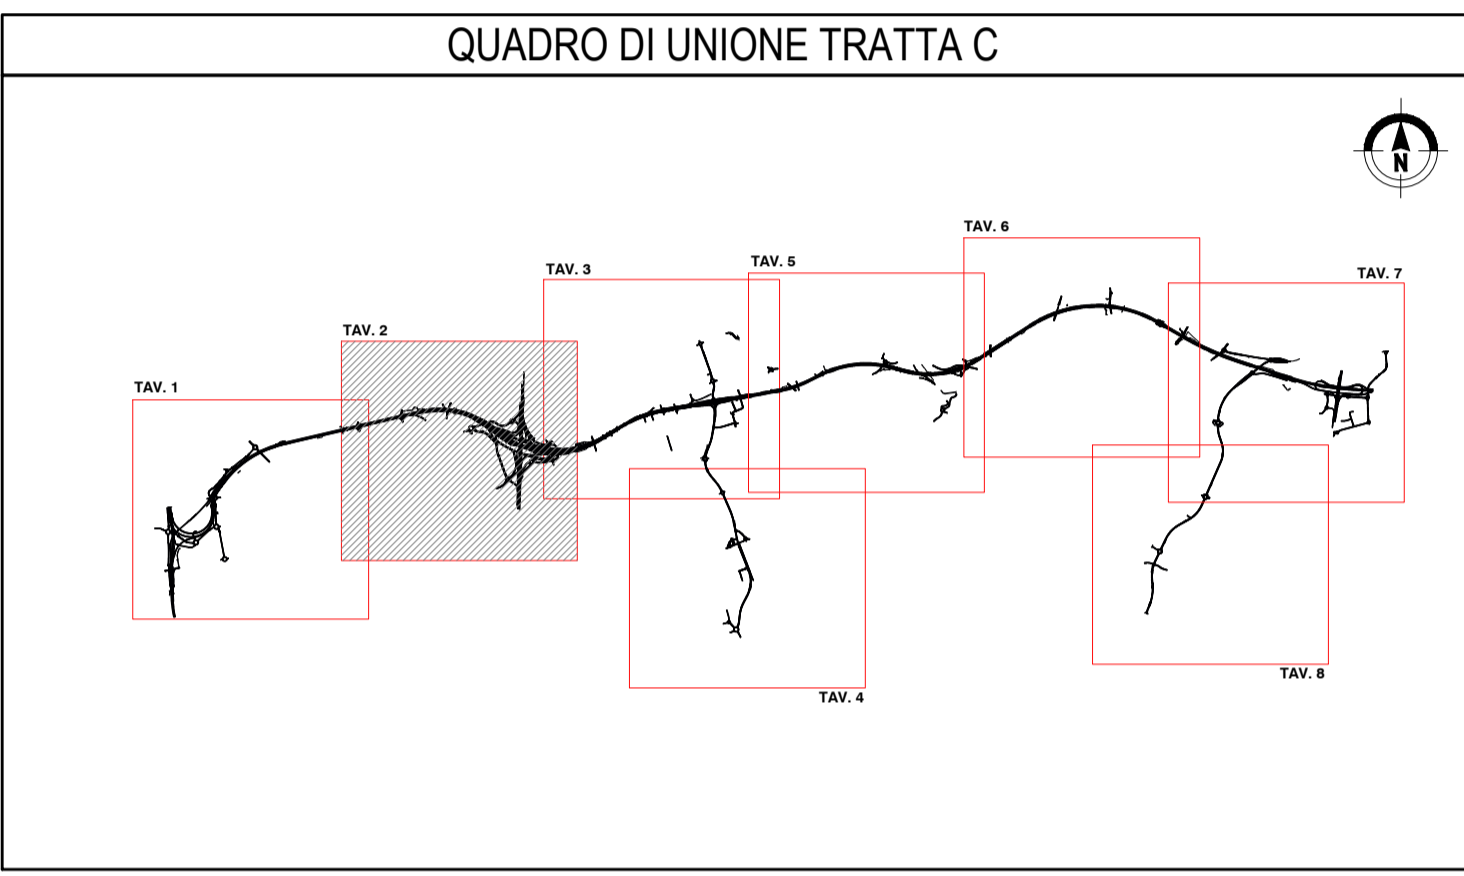 QUADRO DI UNIONE TRATTA C
N
TAV. 6
TAV. 5
TAV. 3
TAV. 7
TAV. 2
TAV. 1
TAV. 8
TAV. 4